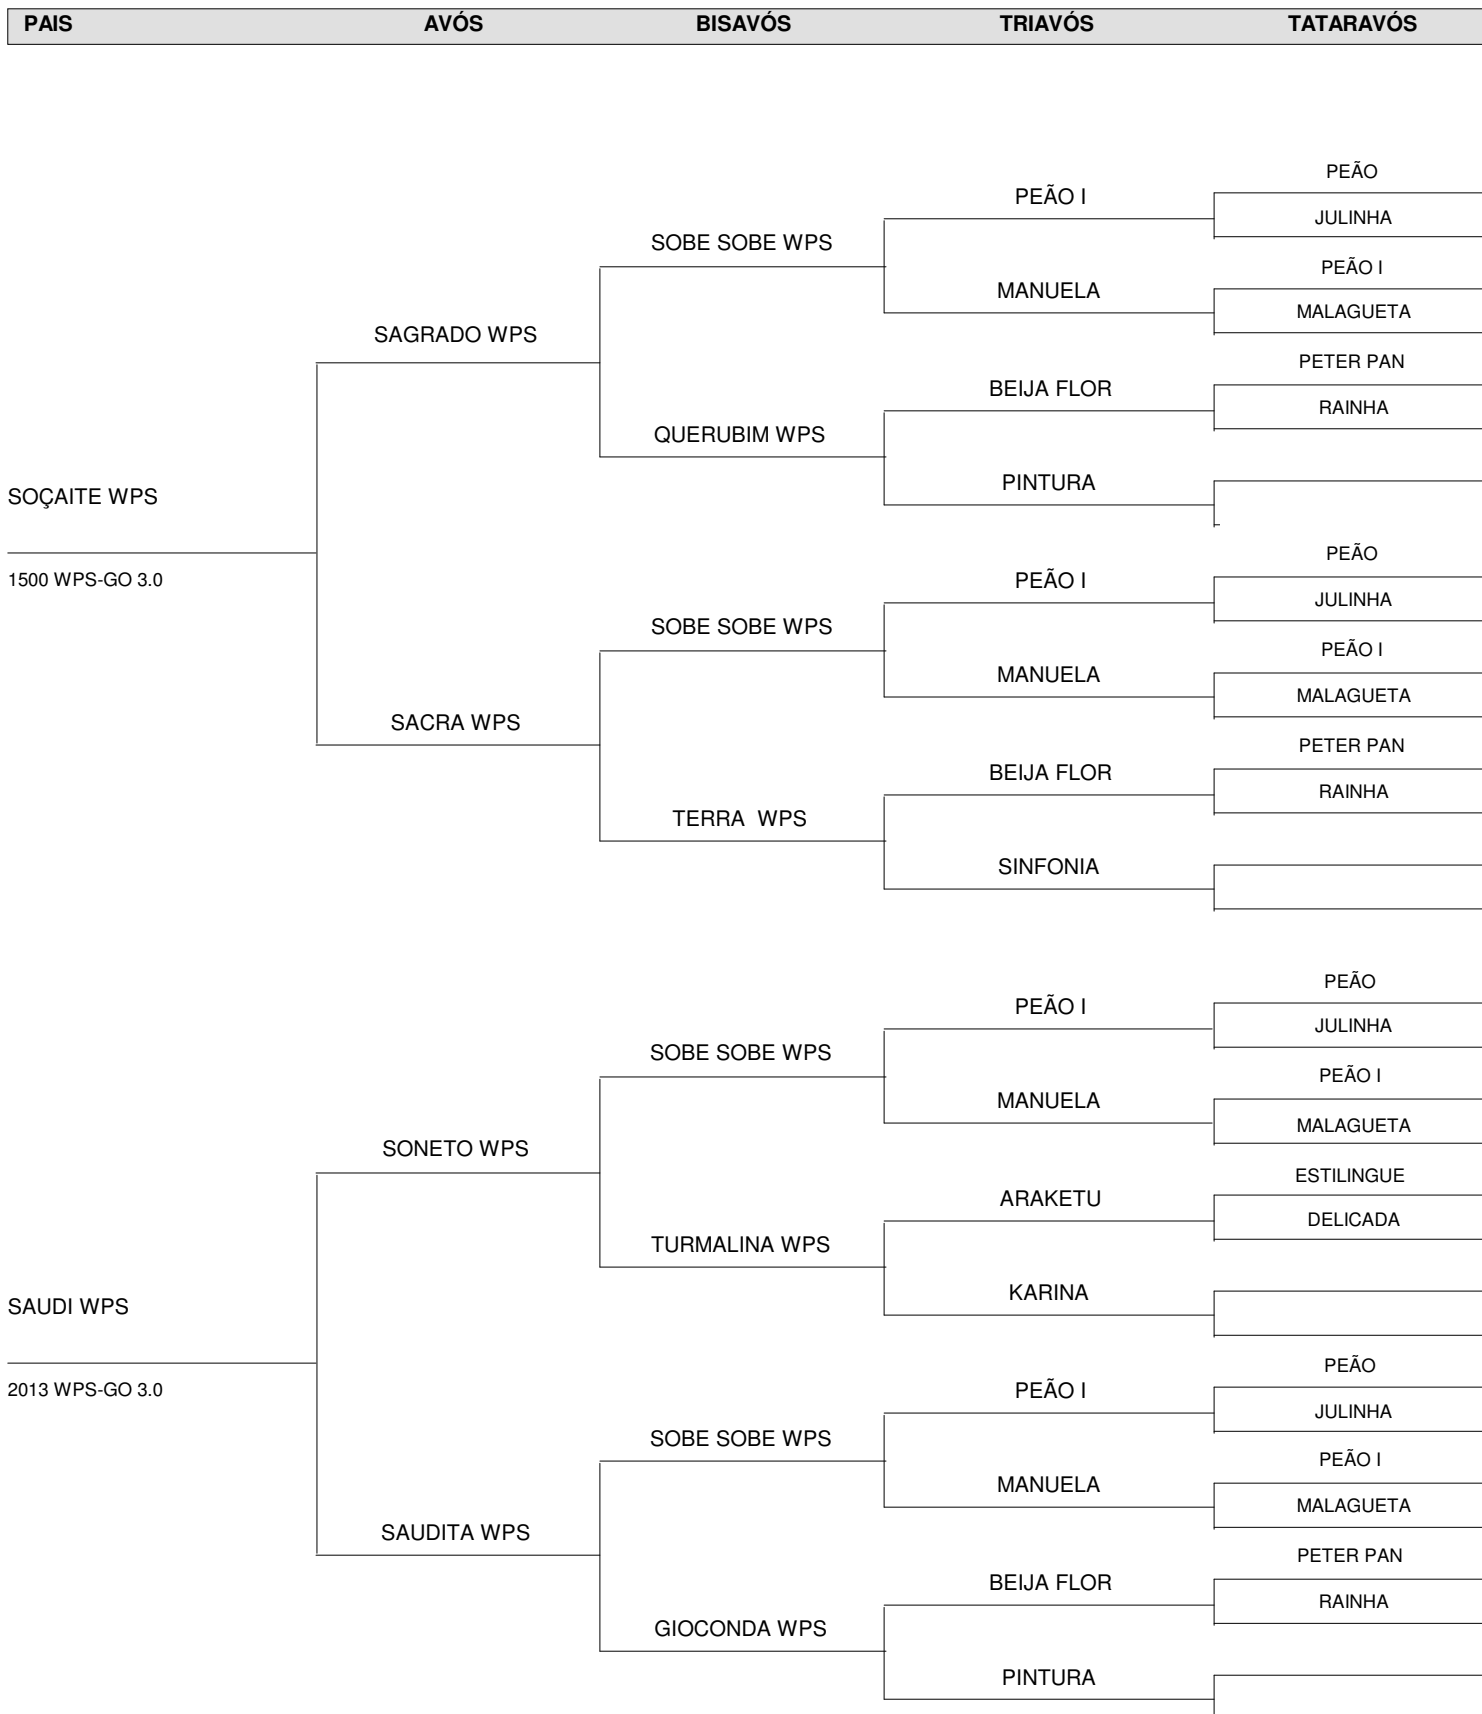 PAIS AVÓS BISAVÓS TRIAVÓS TATARAVÓS
PEÃO
PEÃO I
JULINHA
SOBE SOBE WPS
PEÃO I
MANUELA
MALAGUETA
SAGRADO WPS
PETER PAN
BEIJA FLOR
RAINHA
QUERUBIM WPS
PINTURA
SOÇAITE WPS
PEÃO
1500 WPS-GO 3.0
PEÃO I
JULINHA
SOBE SOBE WPS
PEÃO I
MANUELA
MALAGUETA
SACRA WPS
PETER PAN
BEIJA FLOR
RAINHA
TERRA WPS
SINFONIA
PEÃO
PEÃO I
JULINHA
SOBE SOBE WPS
PEÃO I
MANUELA
MALAGUETA
SONETO WPS
ESTILINGUE
ARAKETU
DELICADA
TURMALINA WPS
KARINA
SAUDI WPS
PEÃO
2013 WPS-GO 3.0
PEÃO I
JULINHA
SOBE SOBE WPS
PEÃO I
MANUELA
MALAGUETA
SAUDITA WPS
PETER PAN
BEIJA FLOR
RAINHA
GIOCONDA WPS
PINTURA